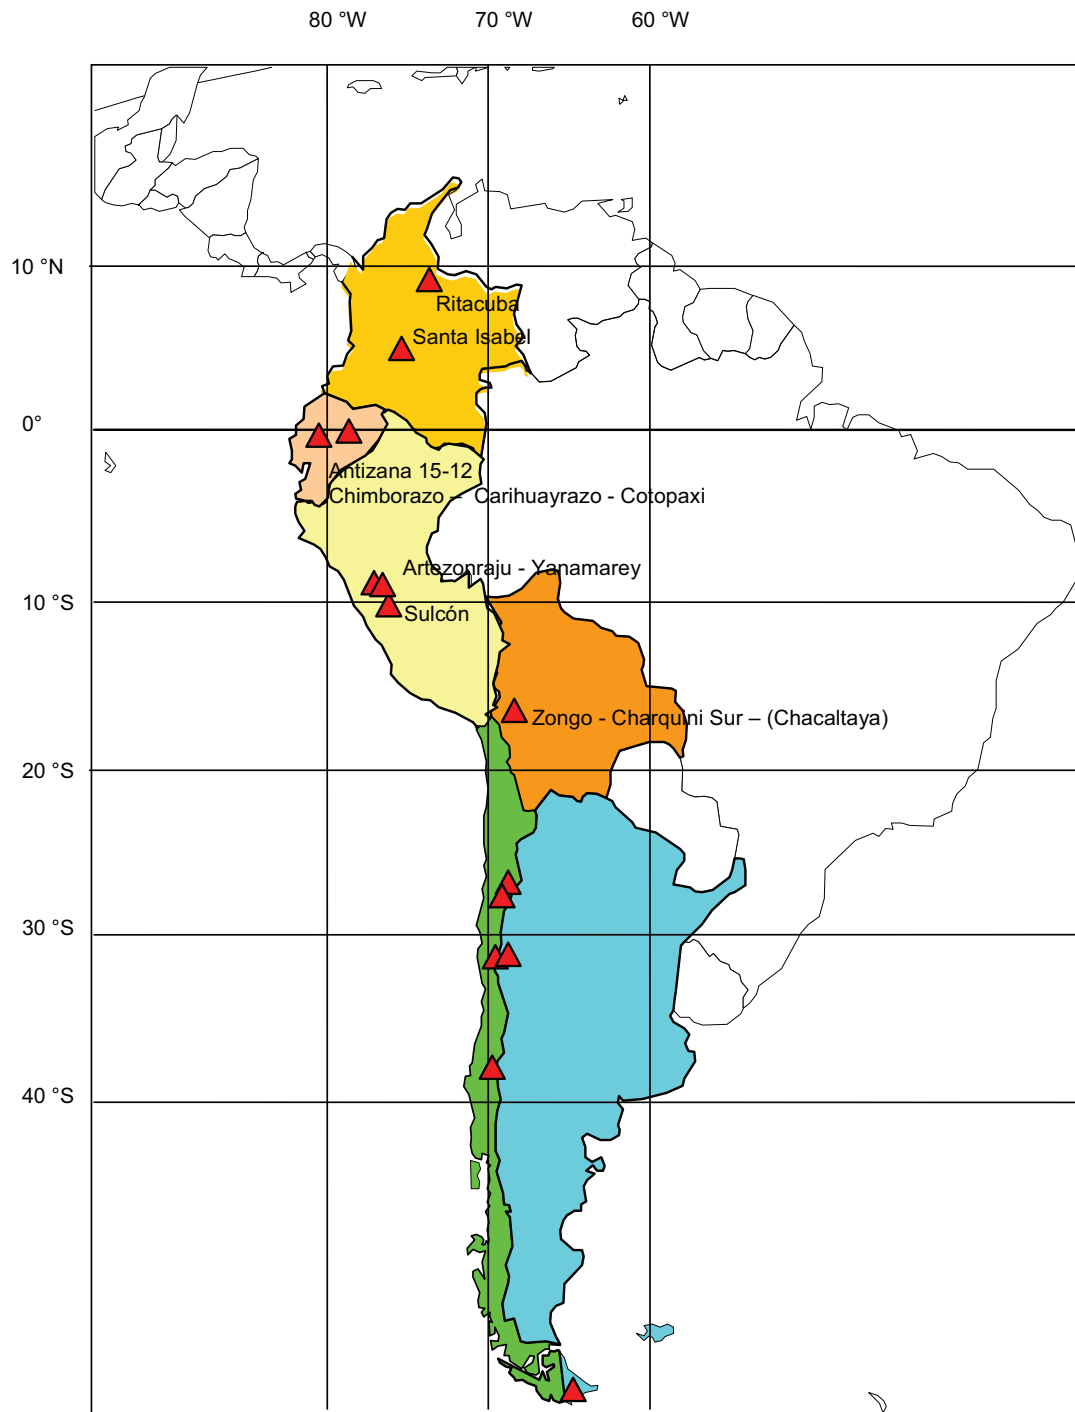 80 °W 70 °W 60 °W
10 °N
Ritacuba
Santa Isabel
0°
Antizana 15-12
Chimborazo – Carihuayrazo - Cotopaxi
Artezonraju - Yanamarey
10 °S
Sulcón
Zongo - Charquini Sur – (Chacaltaya)
20 °S
30 °S
40 °S